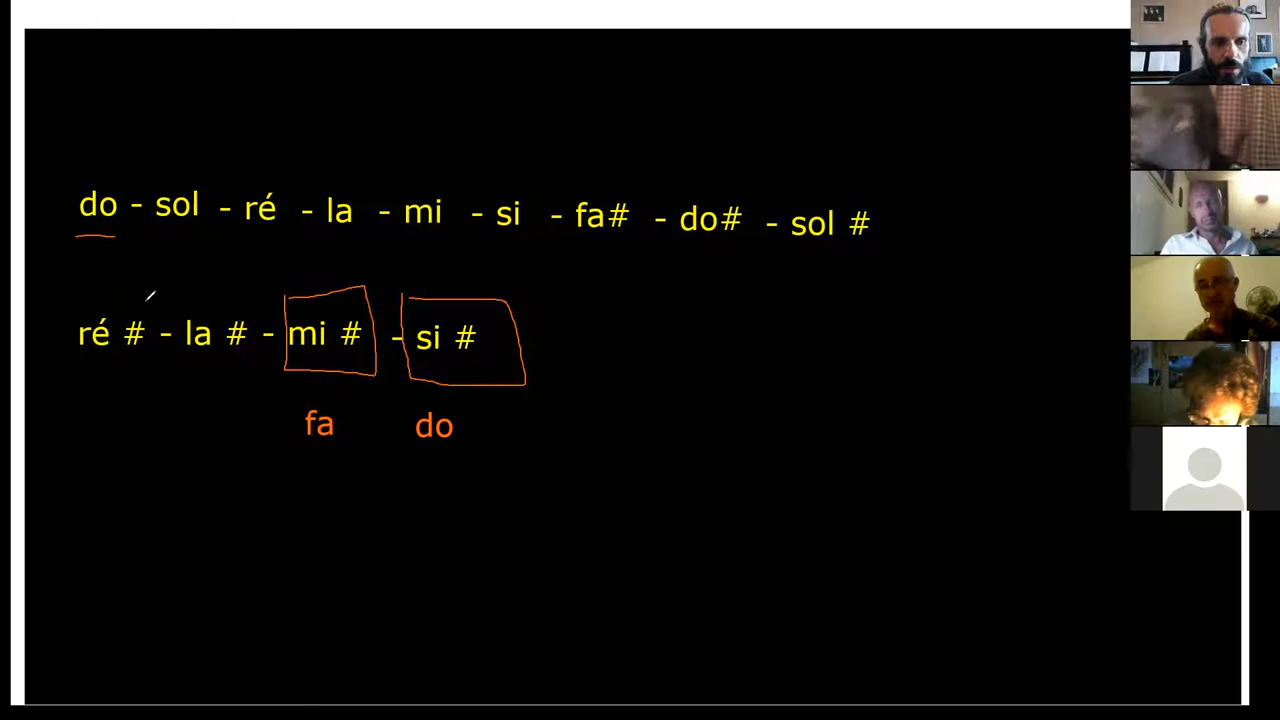 do - sol - ré - la - mi - si - fa# - do# - sol #
ré # - la # - mi # - si #
fa do